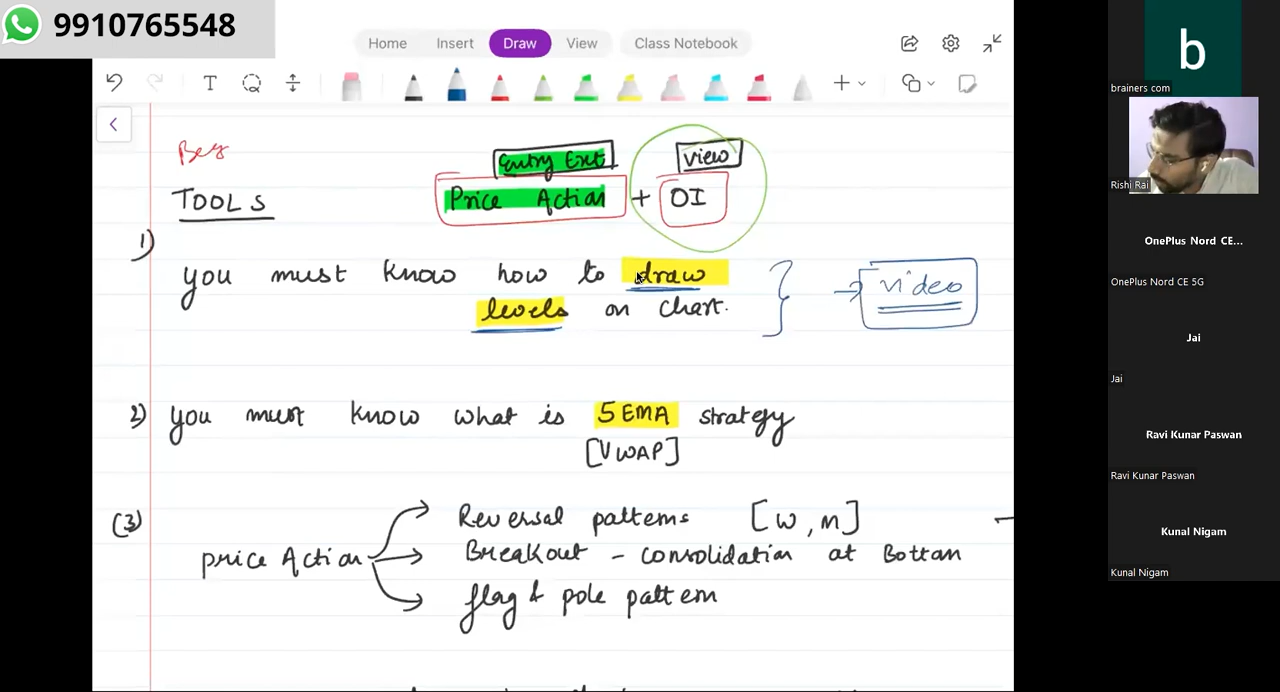 9910765548
Home Insert Draw View Class Notebook
b
brainers com
Rishi Rai
OnePlus Nord CE...
OnePlus Nord CE 5G
Jai
Jai
Ravi Kunar Paswan
Ravi Kunar Paswan
Kunal Nigam
Kunal Nigam
Entry Exit view
TOOLS Price Action + OI
1)
you must know how to draw
levels on chart. } → video
2) you must know what is 5EMA strategy
[VWAP]
(3)
Reversal patterns [W, M]
price Action Breakout - consolidation at Bottom
flag & pole pattern